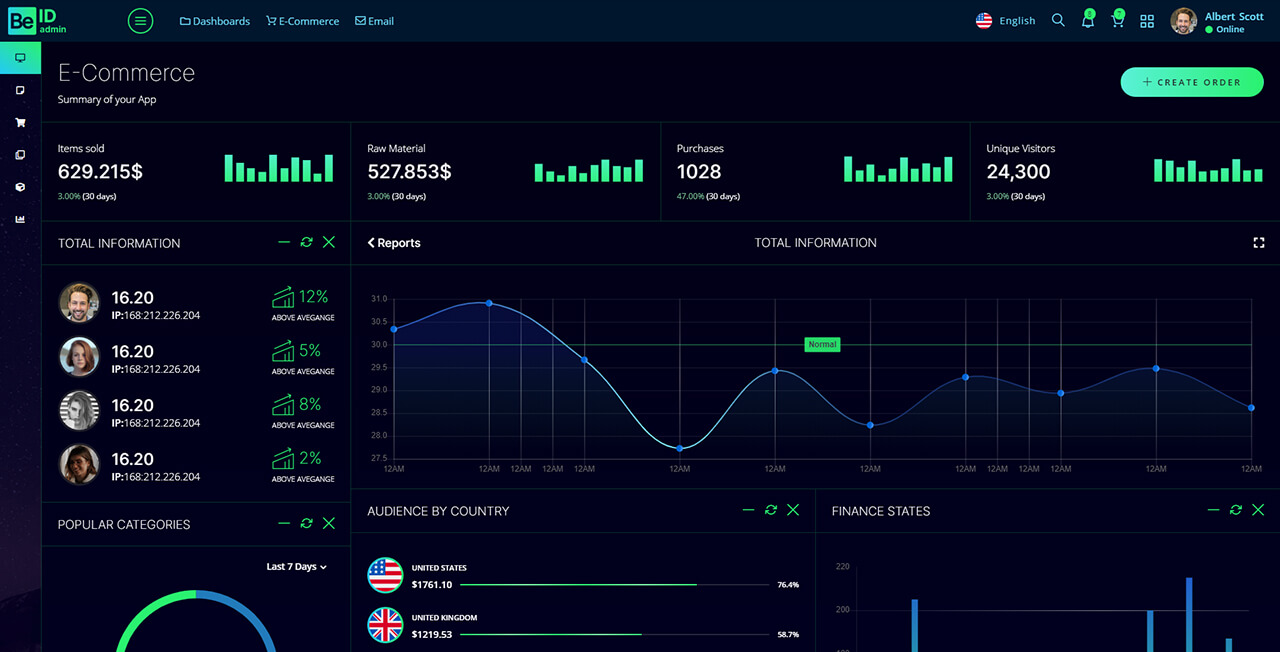 Be ID
admin
Dashboards
E-Commerce
Email
English
3
7
Albert Scott
Online
E-Commerce
Summary of your App
+ CREATE ORDER
Items sold
629.215$
3.00% (30 days)
Raw Material
527.853$
3.00% (30 days)
Purchases
1028
47.00% (30 days)
Unique Visitors
24,300
3.00% (30 days)
TOTAL INFORMATION
16.20
IP:168:212.226.204
12%
ABOVE AVEGANGE
16.20
IP:168:212.226.204
5%
ABOVE AVEGANGE
16.20
IP:168:212.226.204
8%
ABOVE AVEGANGE
16.20
IP:168:212.226.204
2%
ABOVE AVEGANGE
Reports
TOTAL INFORMATION
31.0
30.5
30.0
29.5
29.0
28.5
28.0
27.5
Normal
12AM 12AM 12AM 12AM 12AM 12AM 12AM 12AM 12AM 12AM 12AM 12AM 12AM 12AM
POPULAR CATEGORIES
Last 7 Days
AUDIENCE BY COUNTRY
UNITED STATES
$1761.10
76.4%
UNITED KINGDOM
$1219.53
58.7%
FINANCE STATES
220
200